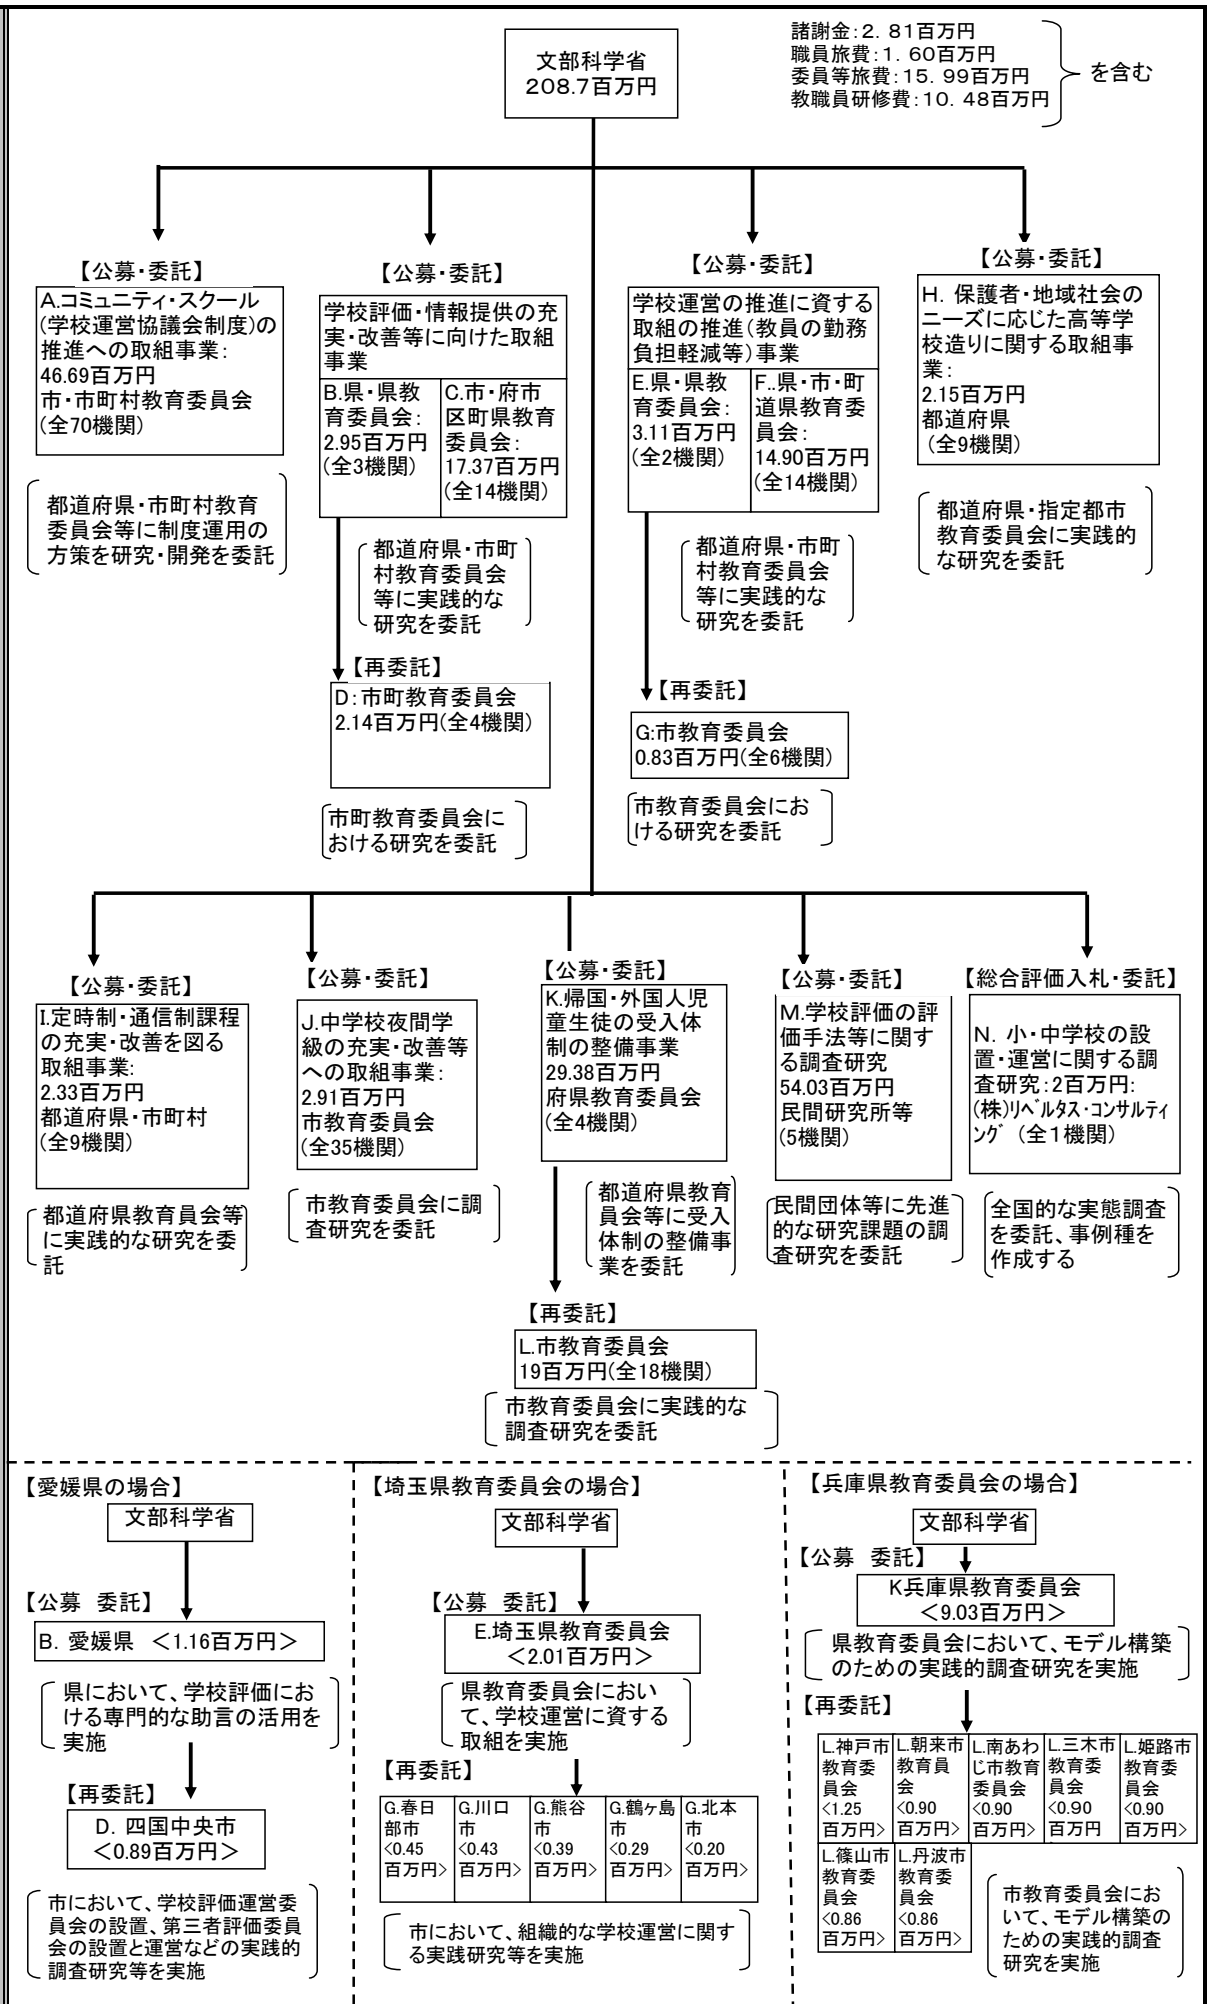 文部科学省
208.7百万円
諸謝金：2．81百万円
職員旅費：1．60百万円
委員等旅費：15．99百万円
教職員研修費：10．48百万円
を含む
【公募・委託】
A.コミュニティ・スクール
(学校運営協議会制度)の
推進への取組事業：
46.69百万円
市・市町村教育委員会
(全70機関)
都道府県・市町村教育
委員会等に制度運用の
方策を研究・開発を委託
【公募・委託】
学校評価・情報提供の充
実・改善等に向けた取組
事業
B.県・県教
育委員会：
2.95百万円
(全3機関)
C.市・府市
区町県教育
委員会：
17.37百万円
(全14機関)
都道府県・市町
村教育委員会
等に実践的な
研究を委託
【再委託】
D：市町教育委員会
2.14百万円(全4機関)
市町教育委員会に
おける研究を委託
【公募・委託】
学校運営の推進に資する
取組の推進(教員の勤務
負担軽減等)事業
E.県・県教
育委員会：
3.11百万円
(全2機関)
F..県・市・町
道県教育委
員会：
14.90百万円
(全14機関)
都道府県・市町
村教育委員会
等に実践的な
研究を委託
【再委託】
G:市教育委員会
0.83百万円(全6機関)
市教育委員会にお
ける研究を委託
【公募・委託】
H．保護者・地域社会の
ニーズに応じた高等学
校造りに関する取組事
業：
2.15百万円
都道府県
(全9機関)
都道府県・指定都市
教育委員会に実践的
な研究を委託
【公募・委託】
I.定時制・通信制課程
の充実・改善を図る
取組事業：
2.33百万円
都道府県・市町村
(全9機関)
都道府県教育員会等
に実践的な研究を委
託
【公募・委託】
J.中学校夜間学
級の充実・改善等
への取組事業：
2.91百万円
市教育委員会
(全35機関)
市教育委員会に調
査研究を委託
【公募・委託】
K.帰国・外国人児
童生徒の受入体
制の整備事業
29.38百万円
府県教育委員会
(全4機関)
都道府県教育
員会等に受入
体制の整備事
業を委託
【再委託】
L.市教育委員会
19百万円(全18機関)
市教育委員会に実践的な
調査研究を委託
【公募・委託】
M.学校評価の評
価手法等に関す
る調査研究
54.03百万円
民間研究所等
(5機関)
民間団体等に先進
的な研究課題の調
査研究を委託
【総合評価入札・委託】
N．小・中学校の設
置・運営に関する調
査研究：2百万円：
(株)ﾘﾍﾞﾙﾀｽ・ｺﾝｻﾙﾃｨ
ﾝｸﾞ（全１機関）
全国的な実態調査
を委託、事例種を
作成する
【愛媛県の場合】
文部科学省
【公募　委託】
B．愛媛県　＜1.16百万円＞
県において、学校評価にお
ける専門的な助言の活用を
実施
【再委託】
D．四国中央市
＜0.89百万円＞
市において、学校評価運営委
員会の設置、第三者評価委員
会の設置と運営などの実践的
調査研究等を実施
【埼玉県教育委員会の場合】
文部科学省
【公募　委託】
E.埼玉県教育委員会
＜2.01百万円＞
県教育委員会におい
て、学校運営に資する
取組を実施
【再委託】
G.春日
部市
<0.45
百万円>
G.川口
市
<0.43
百万円>
G.熊谷
市
<0.39
百万円>
G.鶴ヶ島
市
<0.29
百万円>
G.北本
市
<0.20
百万円>
市において、組織的な学校運営に関す
る実践研究等を実施
【兵庫県教育委員会の場合】
文部科学省
【公募　委託】
K兵庫県教育委員会
＜9.03百万円＞
県教育委員会において、モデル構築
のための実践的調査研究を実施
【再委託】
L.神戸市
教育委
員会
<1.25
百万円>
L.朝来市
教育員
会
<0.90
百万円>
L.南あわ
じ市教育
委員会
<0.90
百万円>
L.三木市
教育委
員会
<0.90
百万円
L.姫路市
教育委
員会
<0.90
百万円>
L.篠山市
教育委
員会
<0.86
百万円>
L.丹波市
教育委
員会
<0.86
百万円>
市教育委員会にお
いて、モデル構築の
ための実践的調査
研究を実施